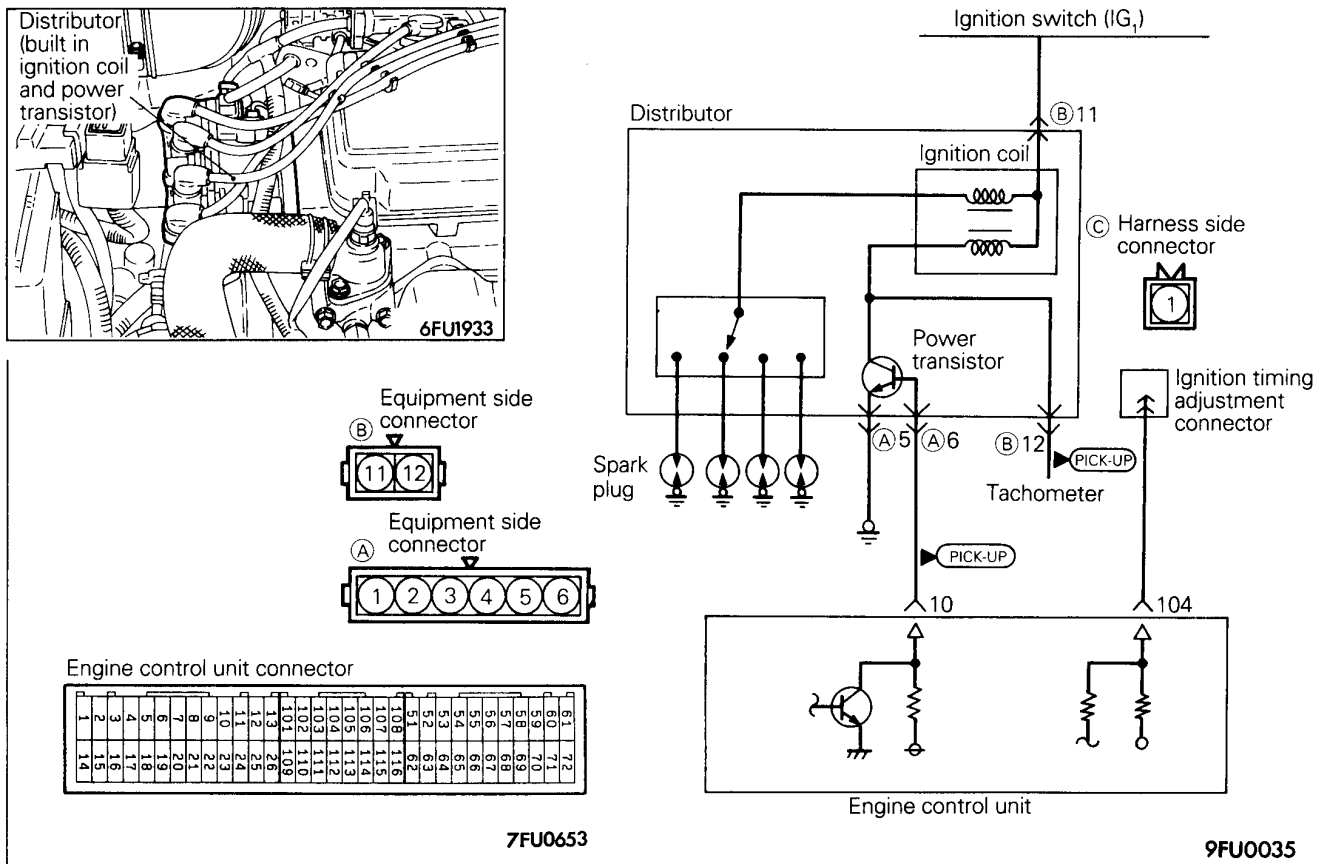 Distributor
(built in
ignition coil
and power
transistor)
6FU1933
Ignition switch (IG₁)
Ⓑ11
Distributor
Ignition coil
Ⓒ Harness side
connector
1
Power
transistor
Ignition timing
adjustment
connector
Ⓐ5 Ⓐ6 Ⓑ12
PICK-UP
Spark
plug
Tachometer
PICK-UP
10 104
Engine control unit
9FU0035
Equipment side
connector
Ⓑ
11 12
Equipment side
connector
Ⓐ
1 2 3 4 5 6
Engine control unit connector
1 2 3 4 5 6 7 8 9 10 11 12 13 101 102 103 104 105 106 107 108 51 52 53 54 55 56 57 58 59 60 61
14 15 16 17 18 19 20 21 22 23 24 25 26 109 110 111 112 113 114 115 116 62 63 64 65 66 67 68 69 70 71 72
7FU0653